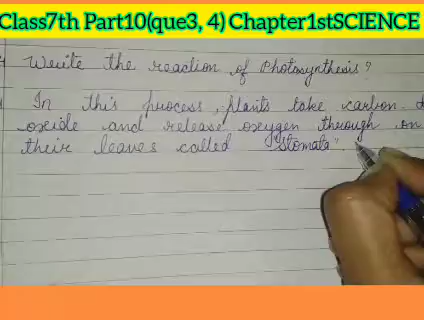 Class7th Part10(que3, 4) Chapter1stSCIENCE
Write the reaction of Photosynthesis?
In this process, plants take carbon d
oxide and release oxygen through on
their leaves called "stomata".